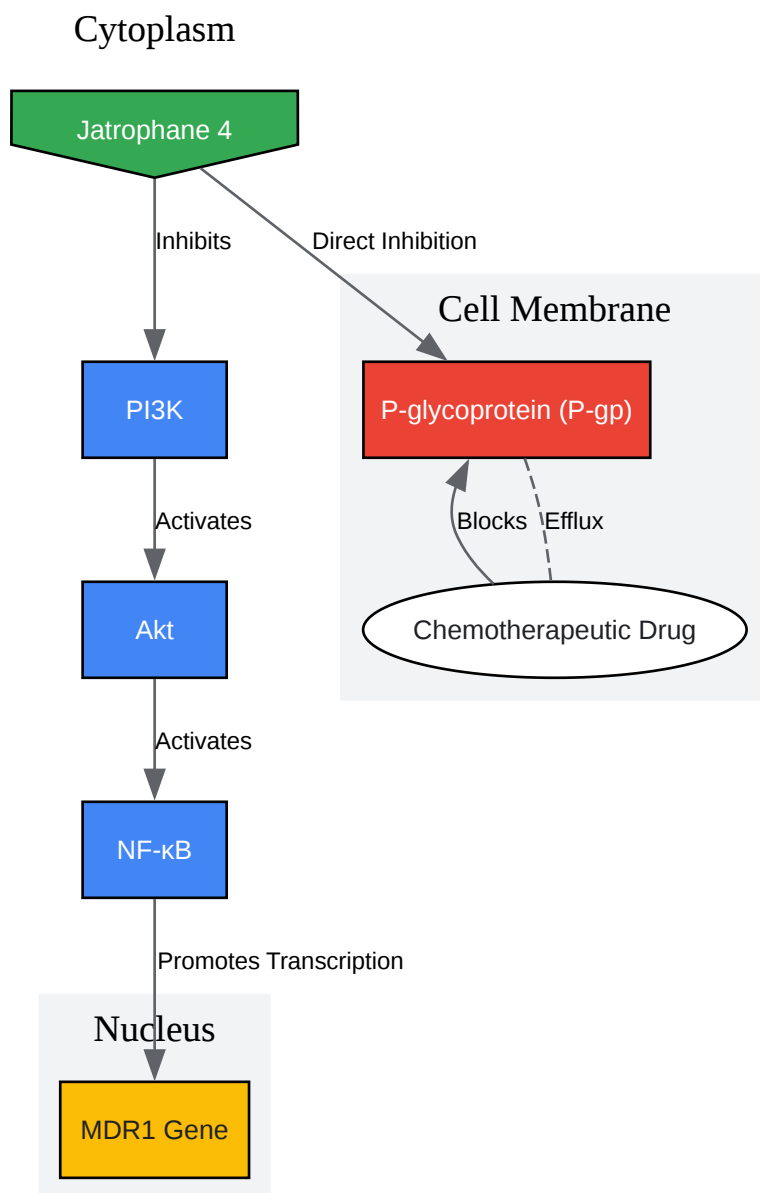 Cytoplasm
Jatrophane 4
Inhibits
Direct Inhibition
Cell Membrane
PI3K
P-glycoprotein (P-gp)
Activates
Blocks
Efflux
Akt
Chemotherapeutic Drug
Activates
NF-κB
Promotes Transcription
Nucleus
MDR1 Gene